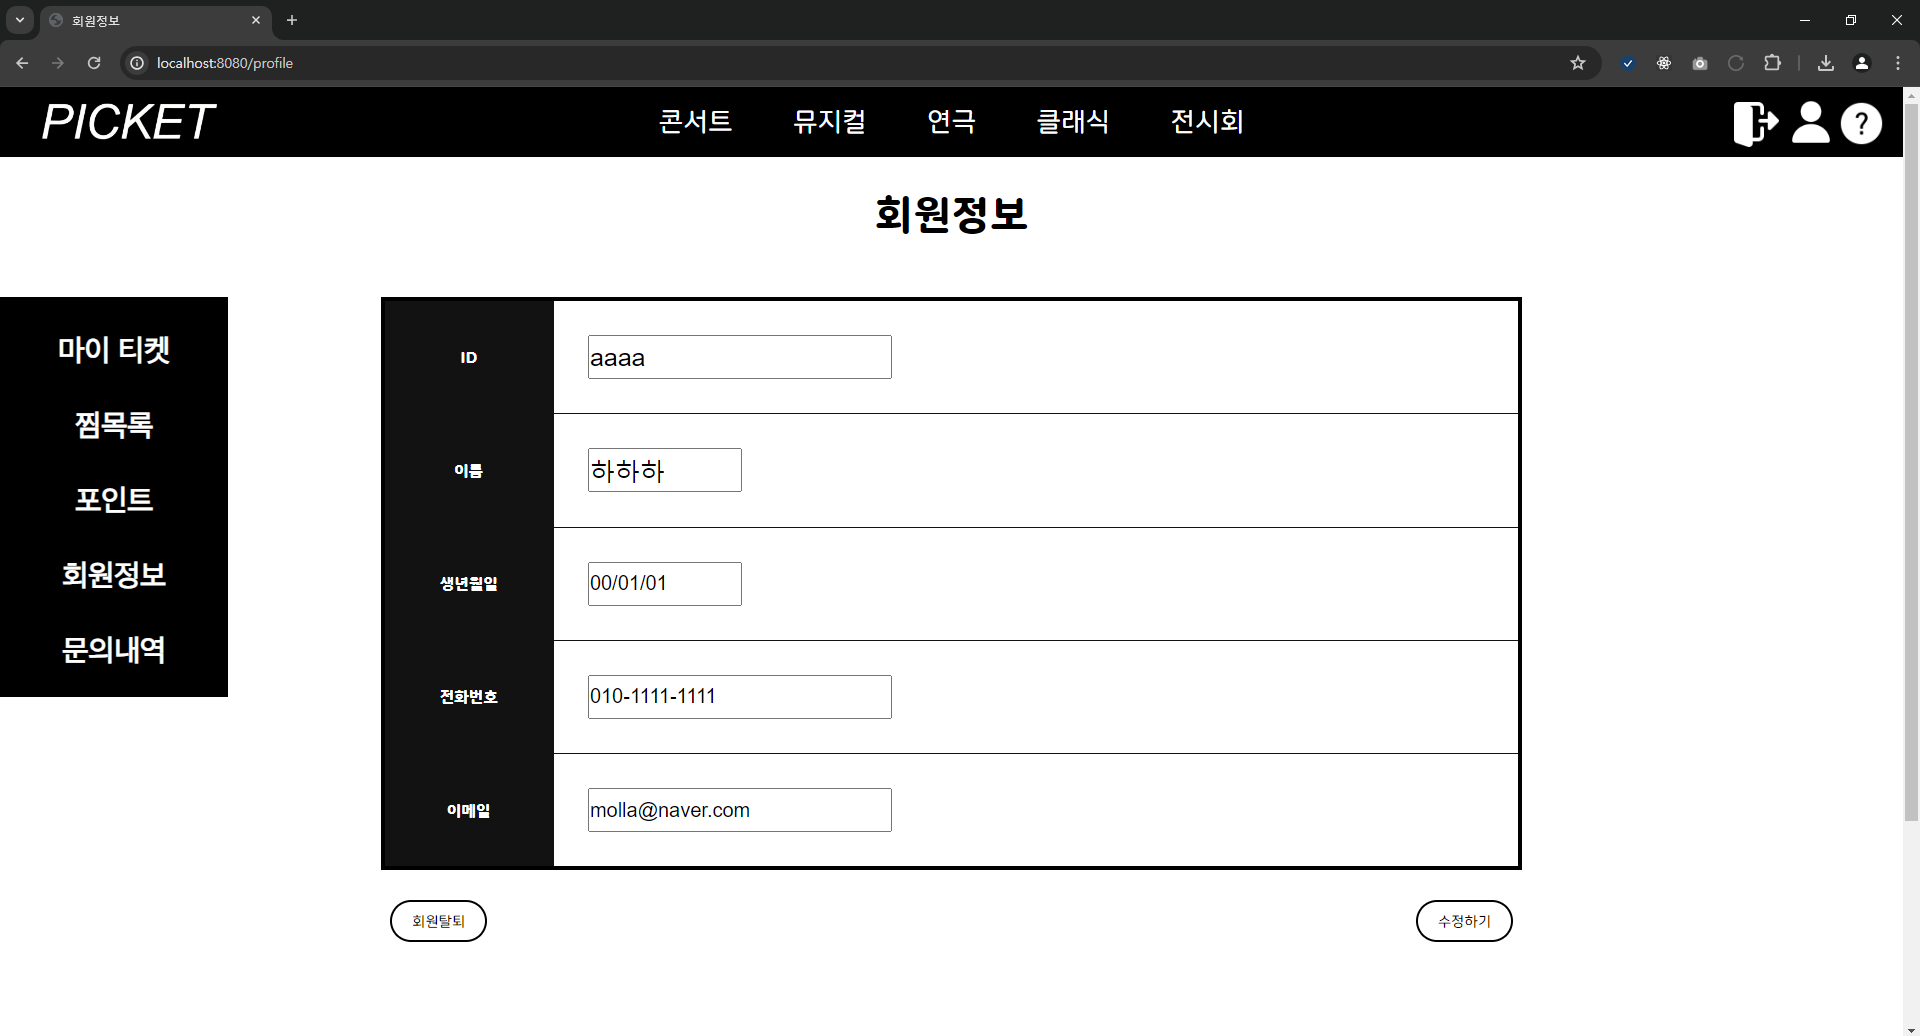 회원정보
localhost:8080/profile
PICKET 콘서트 뮤지컬 연극 클래식 전시회 ?
회원정보
마이 티켓
찜목록
포인트
회원정보
문의내역
ID aaaa
이름 하하하
생년월일 00/01/01
전화번호 010-1111-1111
이메일 molla@naver.com
회원탈퇴 수정하기